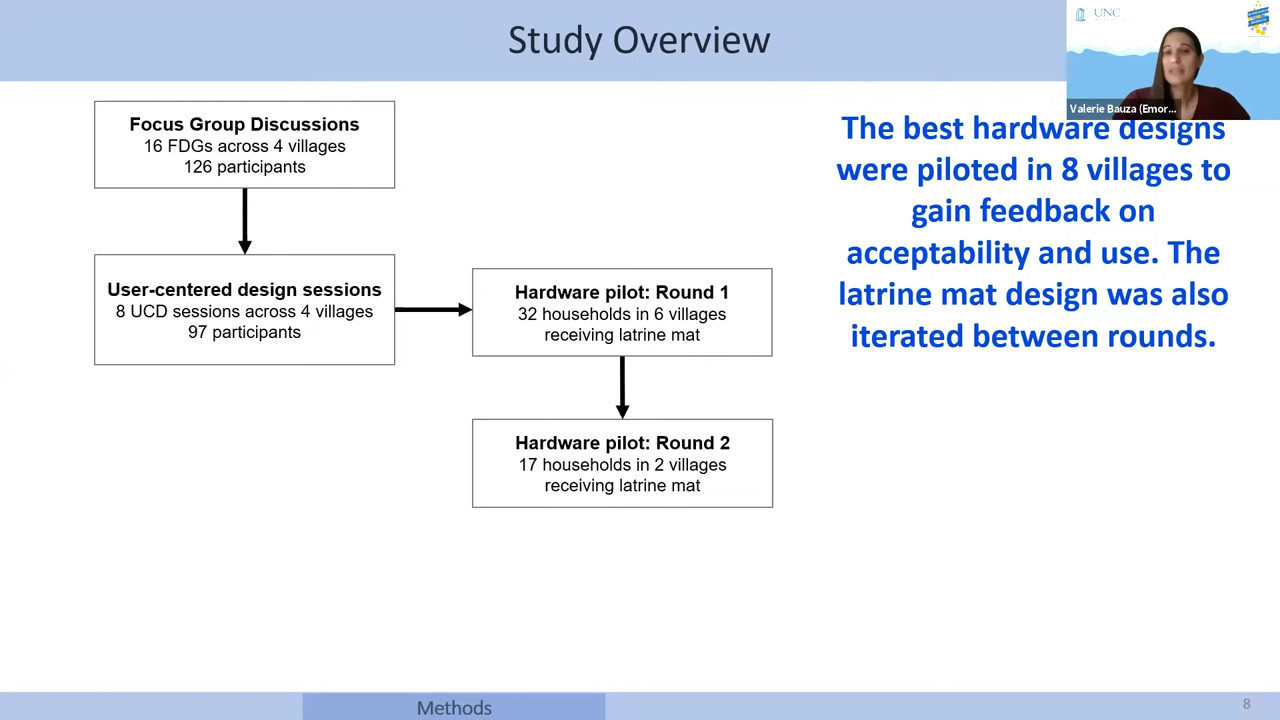 Study Overview
UNC
Valerie Bauza (Emor...
Focus Group Discussions
16 FDGs across 4 villages
126 participants
User-centered design sessions
8 UCD sessions across 4 villages
97 participants
Hardware pilot: Round 1
32 households in 6 villages
receiving latrine mat
Hardware pilot: Round 2
17 households in 2 villages
receiving latrine mat
The best hardware designs
were piloted in 8 villages to
gain feedback on
acceptability and use. The
latrine mat design was also
iterated between rounds.
Methods
8